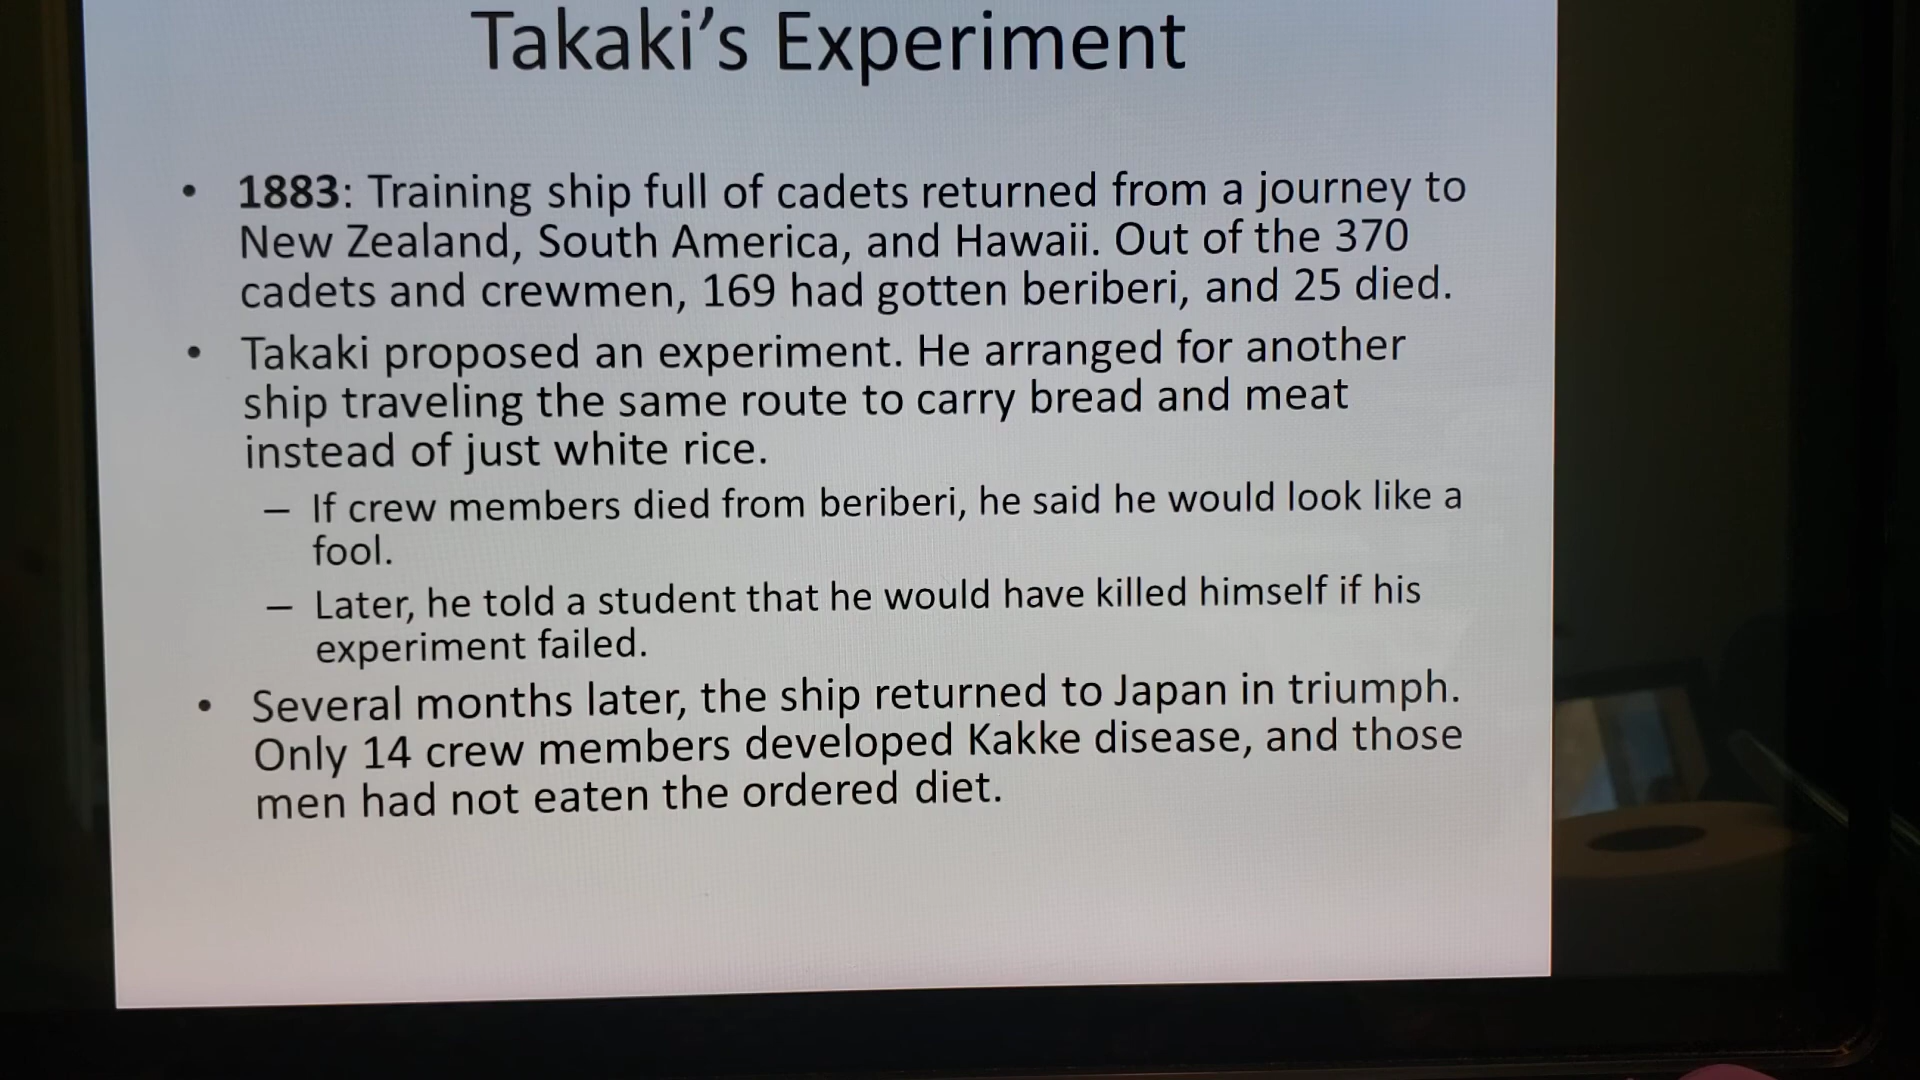 Takaki's Experiment
• 1883: Training ship full of cadets returned from a journey to
New Zealand, South America, and Hawaii. Out of the 370
cadets and crewmen, 169 had gotten beriberi, and 25 died.
• Takaki proposed an experiment. He arranged for another
ship traveling the same route to carry bread and meat
instead of just white rice.
– If crew members died from beriberi, he said he would look like a
fool.
– Later, he told a student that he would have killed himself if his
experiment failed.
• Several months later, the ship returned to Japan in triumph.
Only 14 crew members developed Kakke disease, and those
men had not eaten the ordered diet.